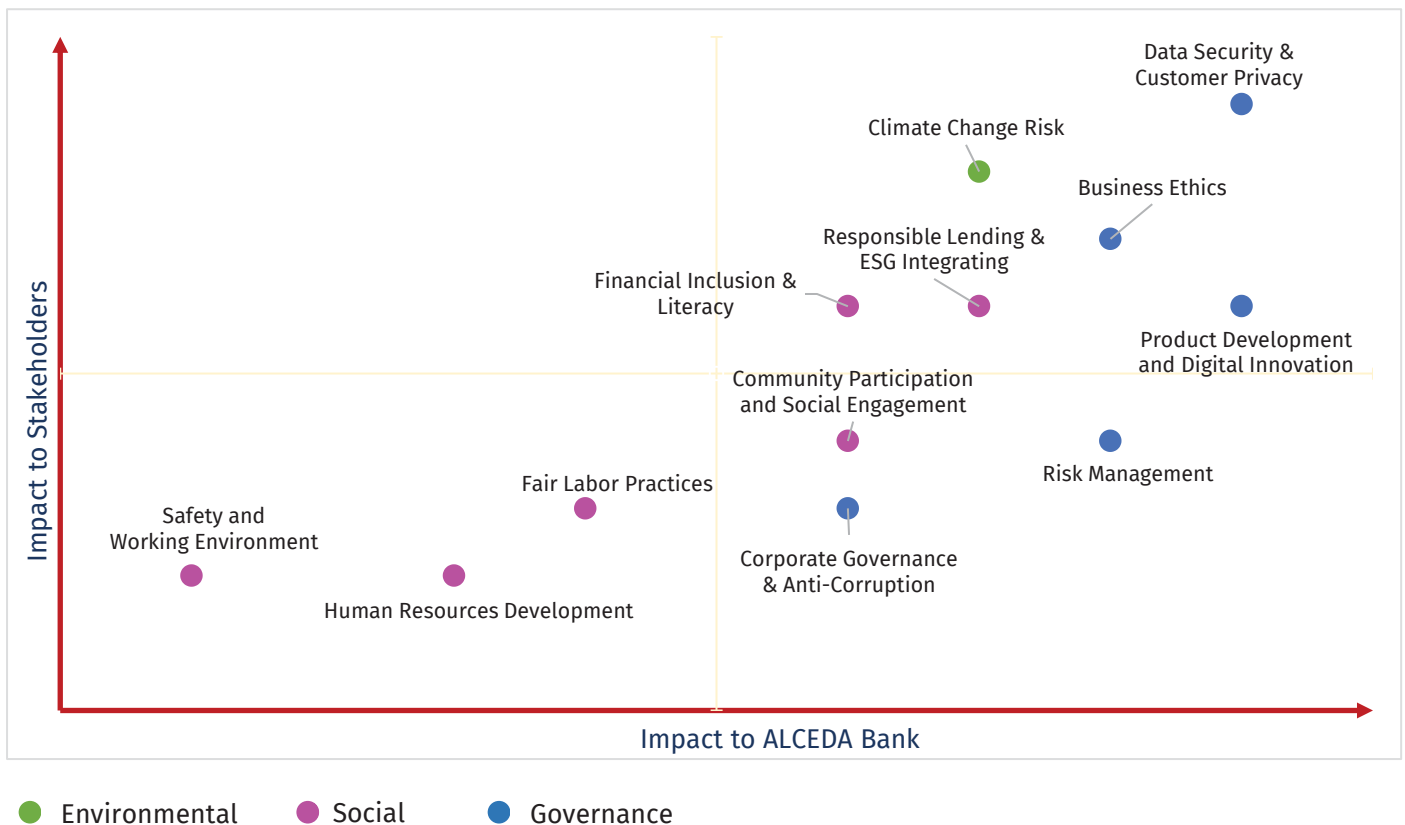 Data Security &
Customer Privacy
Climate Change Risk
Business Ethics
Responsible Lending &
ESG Integrating
Financial Inclusion &
Literacy
Product Development
and Digital Innovation
Community Participation
and Social Engagement
Risk Management
Fair Labor Practices
Safety and
Working Environment
Corporate Governance
& Anti-Corruption
Human Resources Development
Impact to Stakeholders
Impact to ALCEDA Bank
Environmental
Social
Governance